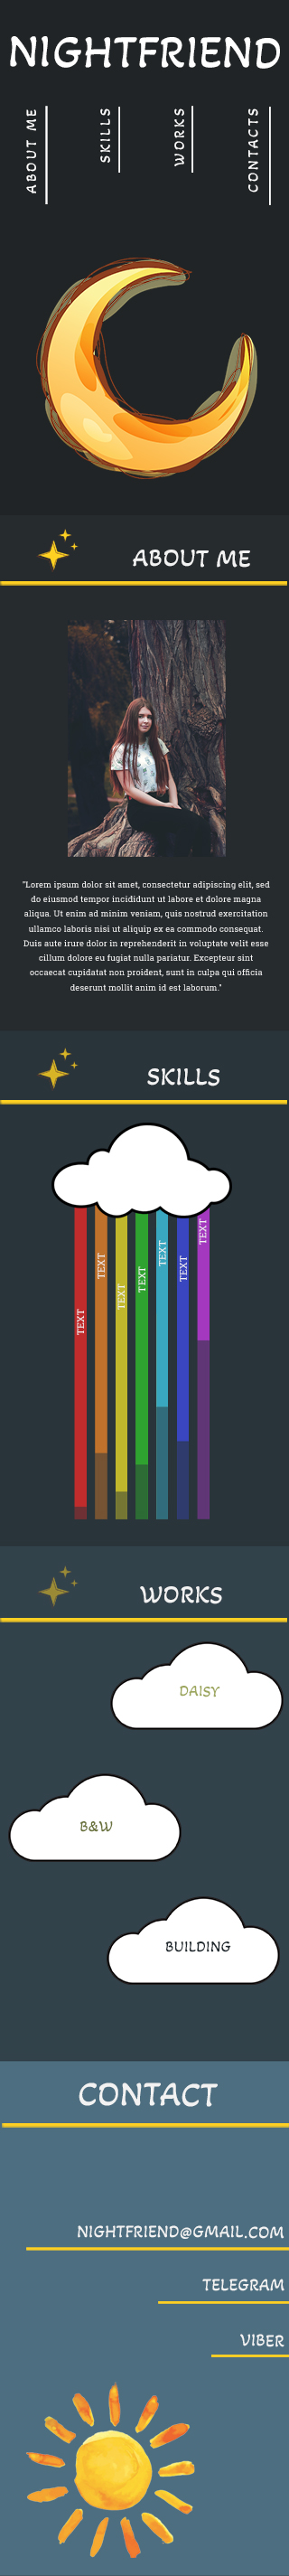 NIGHTFRIEND
ABOUT ME
SKILLS
WORKS
CONTACTS
ABOUT ME
"Lorem ipsum dolor sit amet, consectetur adipiscing elit, sed
do eiusmod tempor incididunt ut labore et dolore magna
aliqua. Ut enim ad minim veniam, quis nostrud exercitation
ullamco laboris nisi ut aliquip ex ea commodo consequat.
Duis aute irure dolor in reprehenderit in voluptate velit esse
cillum dolore eu fugiat nulla pariatur. Excepteur sint
occaecat cupidatat non proident, sunt in culpa qui officia
deserunt mollit anim id est laborum."
SKILLS
TEXT
TEXT
TEXT
TEXT
TEXT
TEXT
TEXT
WORKS
DAISY
B&W
BUILDING
CONTACT
NIGHTFRIEND@GMAIL.COM
TELEGRAM
VIBER